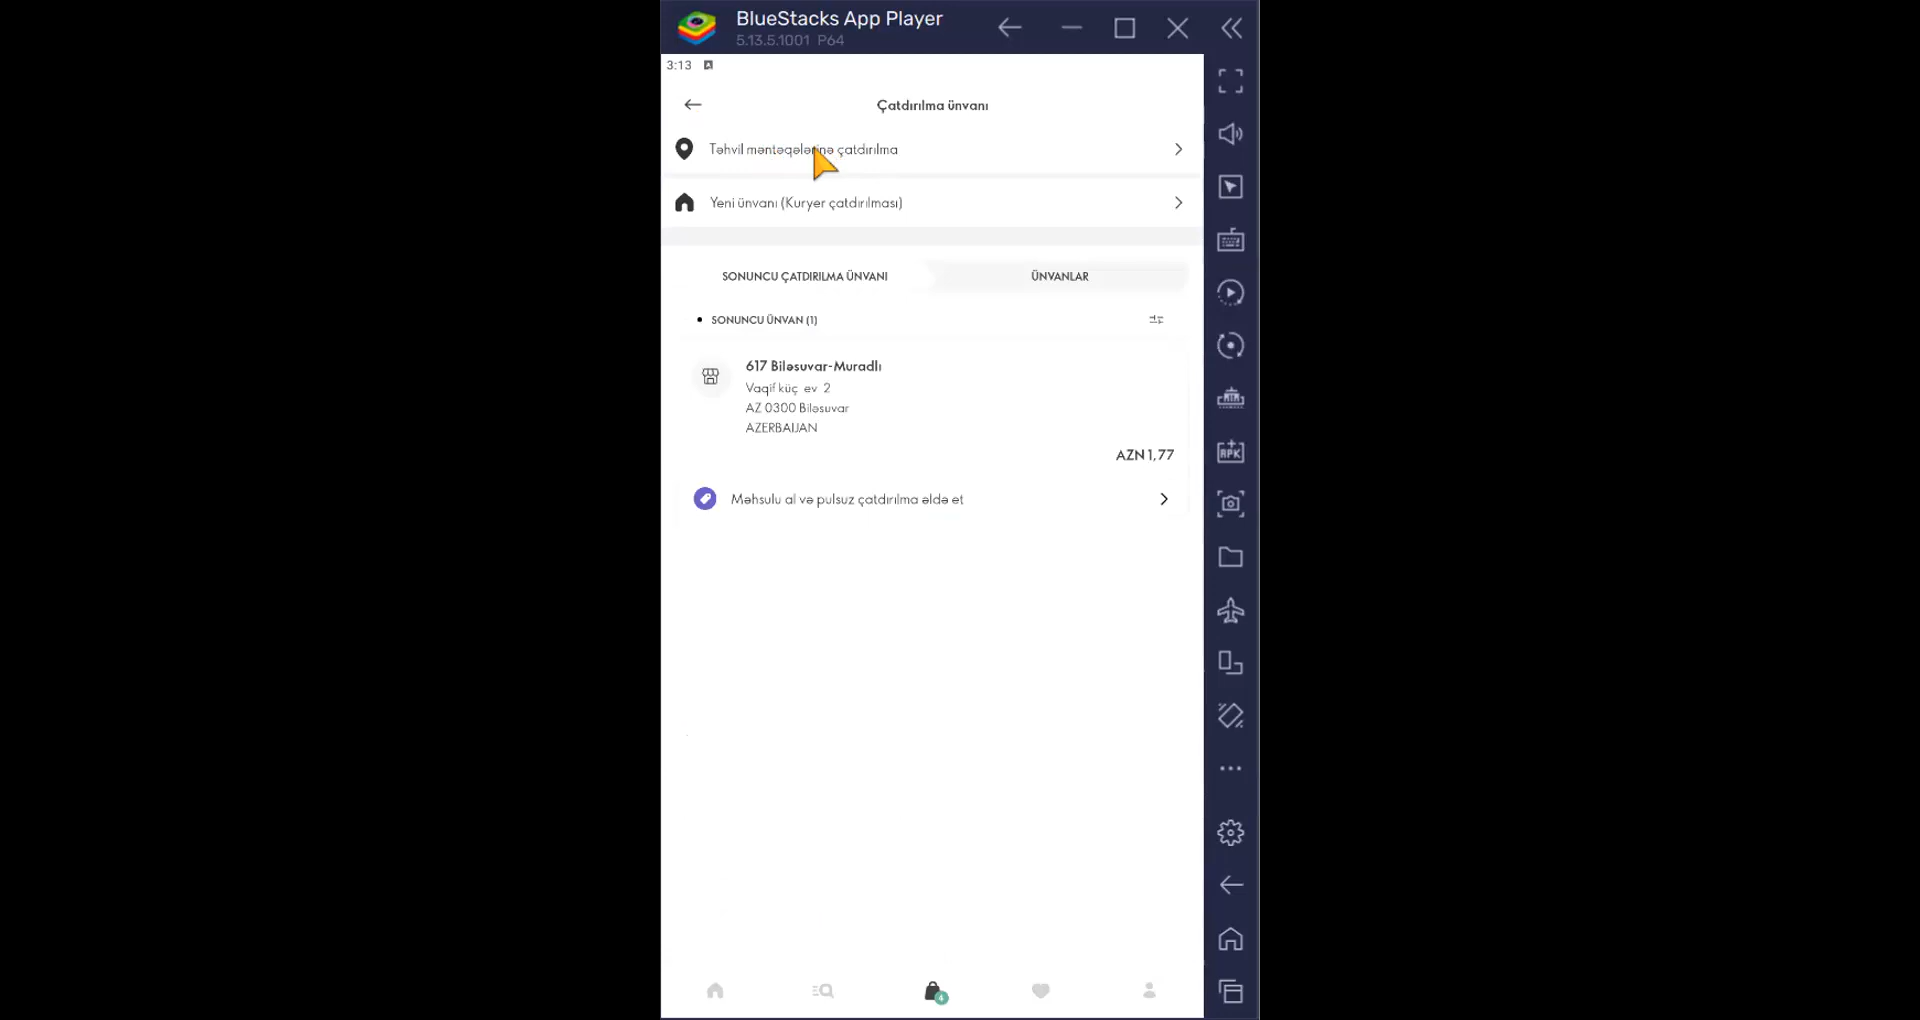 BlueStacks App Player
5.13.5.1001 P64
3:13
Çatdırılma ünvanı
Təhvil məntəqələrinə çatdırılma
Yeni ünvanı (Kuryer çatdırılması)
SONUNCU ÇATDIRILMA ÜNVANI
ÜNVANLAR
SONUNCU ÜNVAN (1)
617 Biləsuvar-Muradlı
Vaqif küç ev 2
AZ 0300 Biləsuvar
AZERBAIJAN
AZN 1,77
Məhsulu al və pulsuz çatdırılma əldə et
APK
4